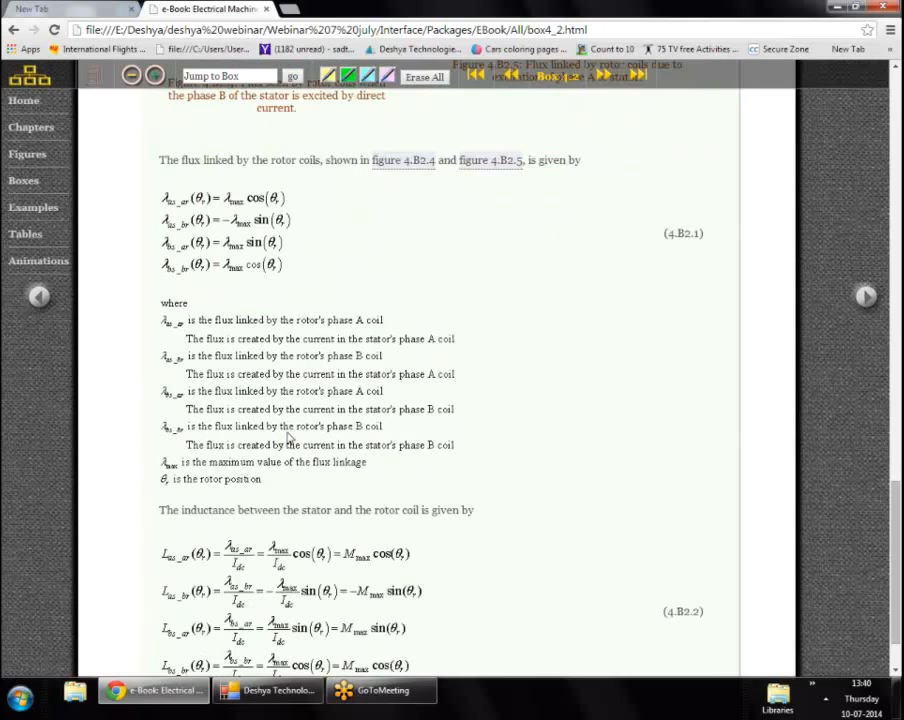 New Tab
e-Book: Electrical Machin
file:///E:/Deshya/deshya%20webinar/Webinar%207%20july/Interface/Packages/EBook/All/box4_2.html
Apps
International Flights ...
file:///C:/Users/User...
(1182 unread) - sadt...
Deshya Technologie...
Cars coloring pages ...
Count to 10
75 TV free Activities ...
Secure Zone
New Tab
Jump to Box
go
Erase All
the phase B of the stator is excited by direct
current.
Home
Chapters
Figures
Boxes
Examples
Tables
Animations
The flux linked by the rotor coils, shown in figure 4.B2.4 and figure 4.B2.5, is given by
λas_ar(θr) = λmax cos(θr)
λas_br(θr) = −λmax sin(θr)
(4.B2.1)
λbs_ar(θr) = λmax sin(θr)
λbs_br(θr) = λmax cos(θr)
where
λas_ar is the flux linked by the rotor's phase A coil
The flux is created by the current in the stator's phase A coil
λas_br is the flux linked by the rotor's phase B coil
The flux is created by the current in the stator's phase A coil
λbs_ar is the flux linked by the rotor's phase A coil
The flux is created by the current in the stator's phase B coil
λbs_br is the flux linked by the rotor's phase B coil
The flux is created by the current in the stator's phase B coil
λmax is the maximum value of the flux linkage
θr is the rotor position
The inductance between the stator and the rotor coil is given by
Las_ar(θr) = λas_ar/Idc = λmax/Idc cos(θr) = Mmax cos(θr)
Las_br(θr) = λas_br/Idc = −λmax/Idc sin(θr) = −Mmax sin(θr)
(4.B2.2)
Lbs_ar(θr) = λbs_ar/Idc = λmax/Idc sin(θr) = Mmax sin(θr)
Lbs_br(θr) = λbs_br/I = λmax/I cos(θr) = Mmax cos(θr)
e-Book: Electrical ...
Deshya Technolo...
GoToMeeting
Libraries
13:40
Thursday
10-07-2014